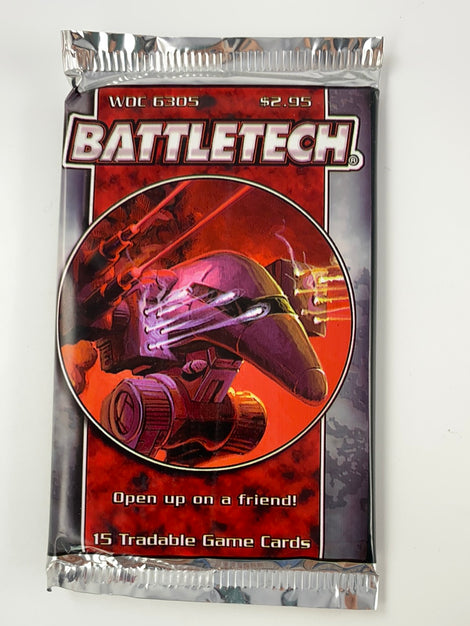 WOC 6305 $2.95
BATTLETECH®
Open up on a friend!
15 Tradable Game Cards